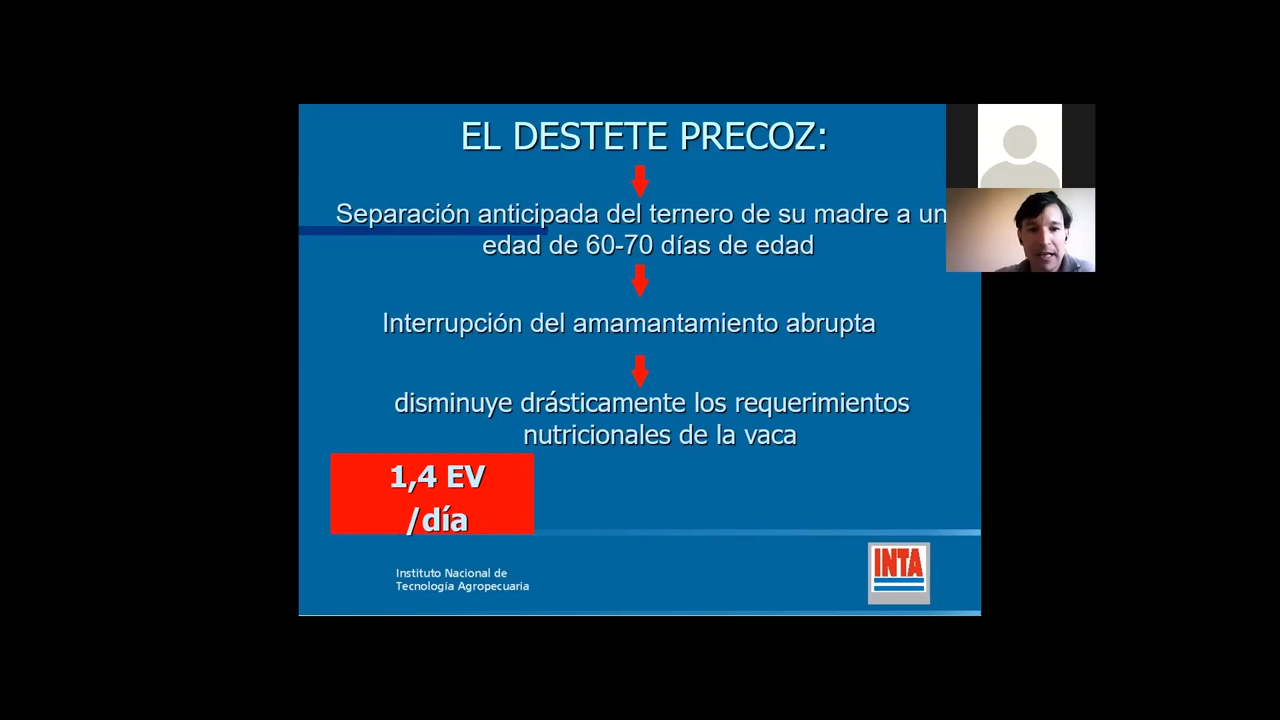 EL DESTETE PRECOZ:
Separación anticipada del ternero de su madre a un
edad de 60-70 días de edad
Interrupción del amamantamiento abrupta
disminuye drásticamente los requerimientos
nutricionales de la vaca
1,4 EV
/día
Instituto Nacional de
Tecnología Agropecuaria
INTA